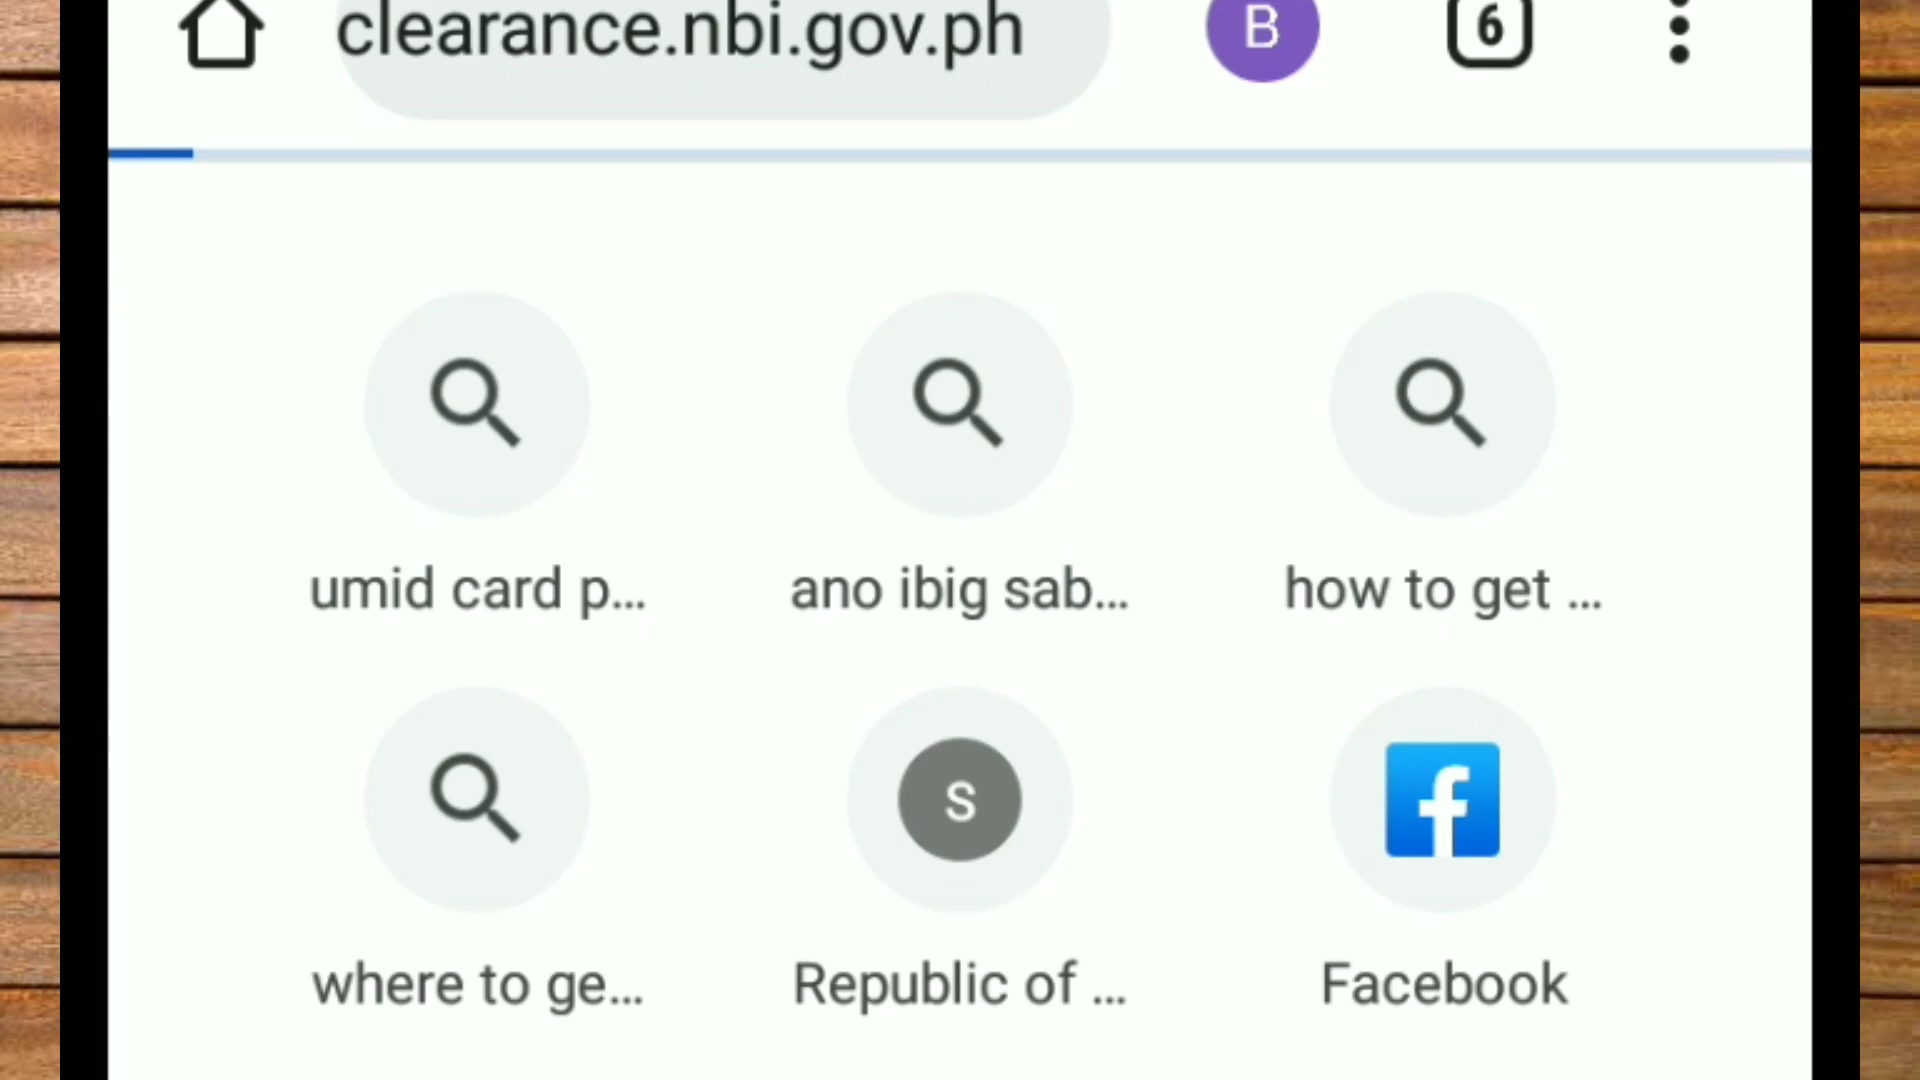 clearance.nbi.gov.ph B 6
umid card p... ano ibig sab... how to get ...
S
where to ge... Republic of ... Facebook